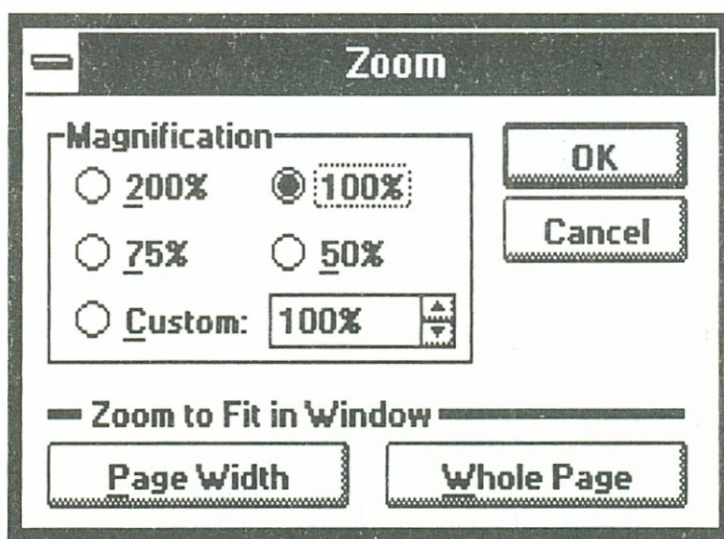 Zoom
Magnification
200% 100%
75% 50%
Custom: 100%
OK
Cancel
Zoom to Fit in Window
Page Width Whole Page